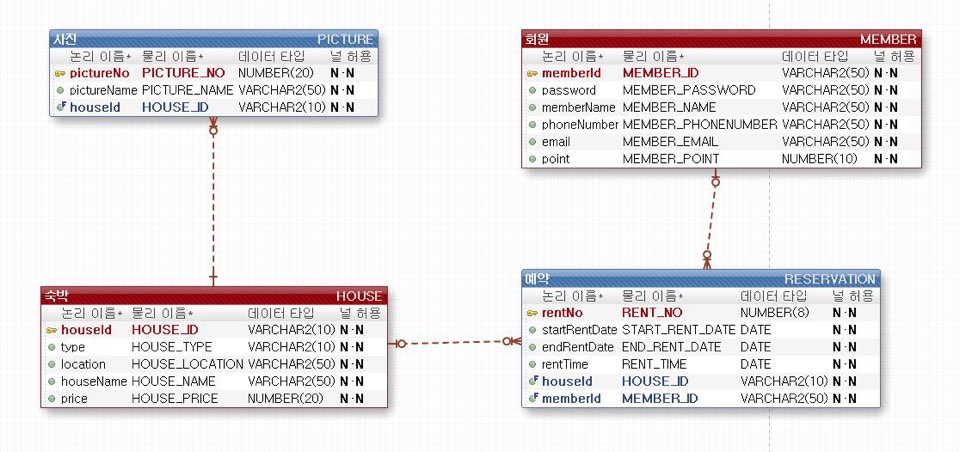 사진 PICTURE
논리 이름* 물리 이름* 데이터 타입 널 허용
pictureNo PICTURE_NO NUMBER(20) N·N
pictureName PICTURE_NAME VARCHAR2(50) N·N
houseId HOUSE_ID VARCHAR2(10) N·N
회원 MEMBER
논리 이름* 물리 이름* 데이터 타입 널 허용
memberId MEMBER_ID VARCHAR2(50) N·N
password MEMBER_PASSWORD VARCHAR2(50) N·N
memberName MEMBER_NAME VARCHAR2(50) N·N
phoneNumber MEMBER_PHONENUMBER VARCHAR2(50) N·N
email MEMBER_EMAIL VARCHAR2(50) N·N
point MEMBER_POINT NUMBER(10) N·N
숙박 HOUSE
논리 이름* 물리 이름* 데이터 타입 널 허용
houseId HOUSE_ID VARCHAR2(10) N·N
type HOUSE_TYPE VARCHAR2(10) N·N
location HOUSE_LOCATION VARCHAR2(50) N·N
houseName HOUSE_NAME VARCHAR2(50) N·N
price HOUSE_PRICE NUMBER(20) N·N
예약 RESERVATION
논리 이름* 물리 이름* 데이터 타입 널 허용
rentNo RENT_NO NUMBER(8) N·N
startRentDate START_RENT_DATE DATE N·N
endRentDate END_RENT_DATE DATE N·N
rentTime RENT_TIME DATE N·N
houseId HOUSE_ID VARCHAR2(10) N·N
memberId MEMBER_ID VARCHAR2(50) N·N